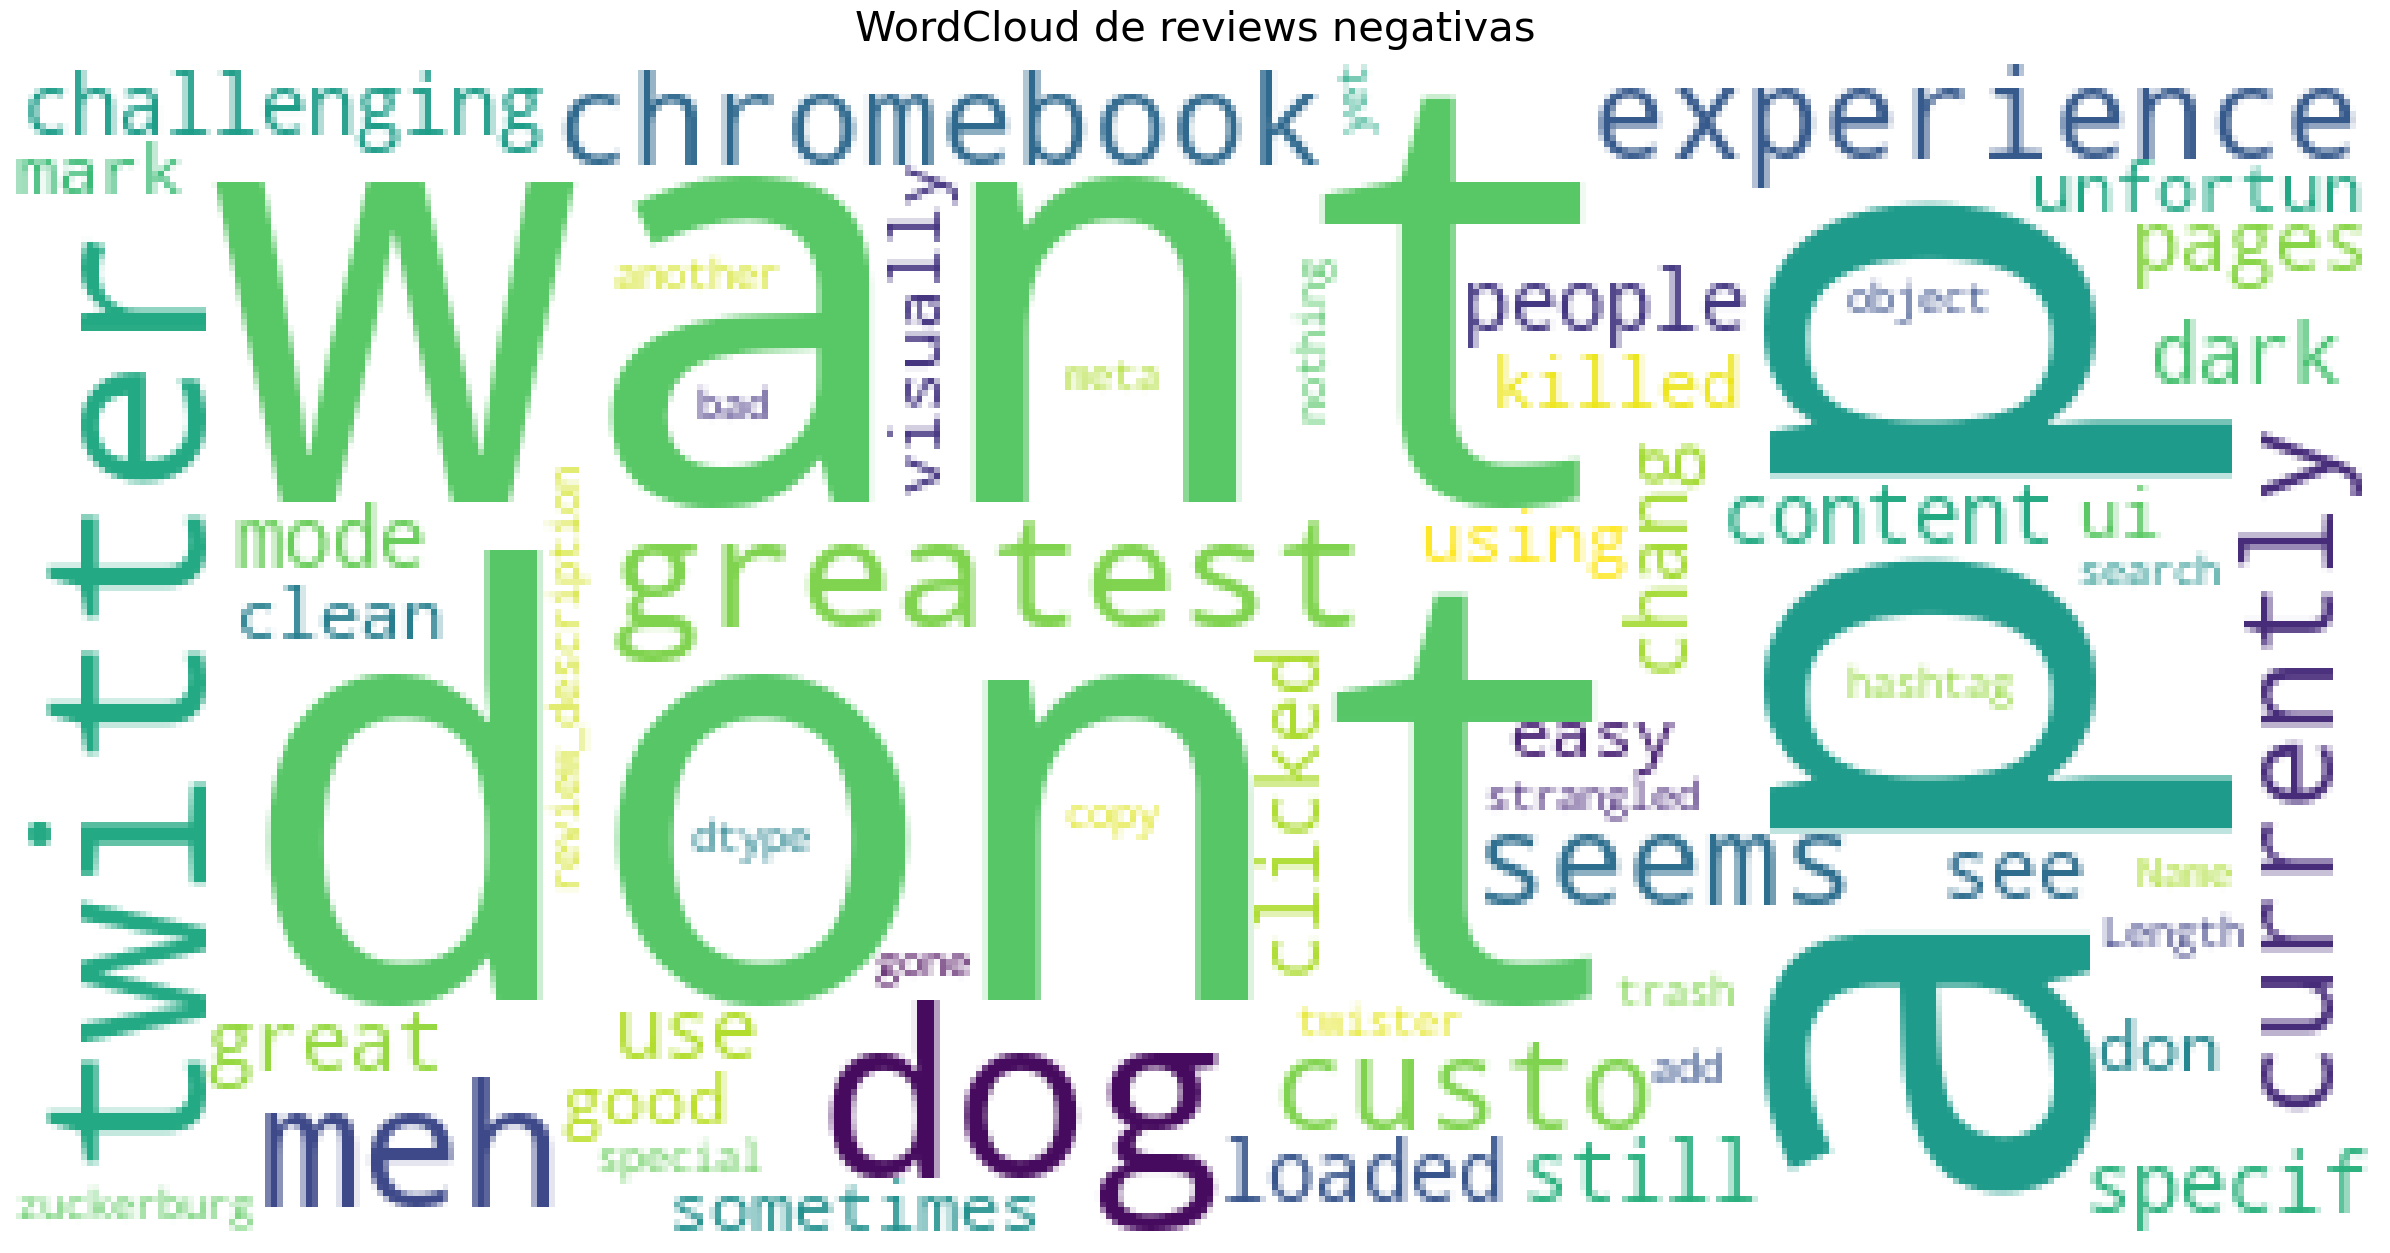 WordCloud de reviews negativas
challenging
chromebook
yet
experience
mark
want
visually
unfortun
pages
another
bad
meta
nothing
people
killed
object
dark
app
twitter
mode
clean
review_description
greatest
using
chang
content
ui
search
currently
dont
dtype
copy
clicked
easy
strangled
hashtag
seems
see
Name
Length
gone
trash
great
use
dog
twister
custo
add
don
meh
good
special
sometimes
loaded
still
specif
zuckerburg